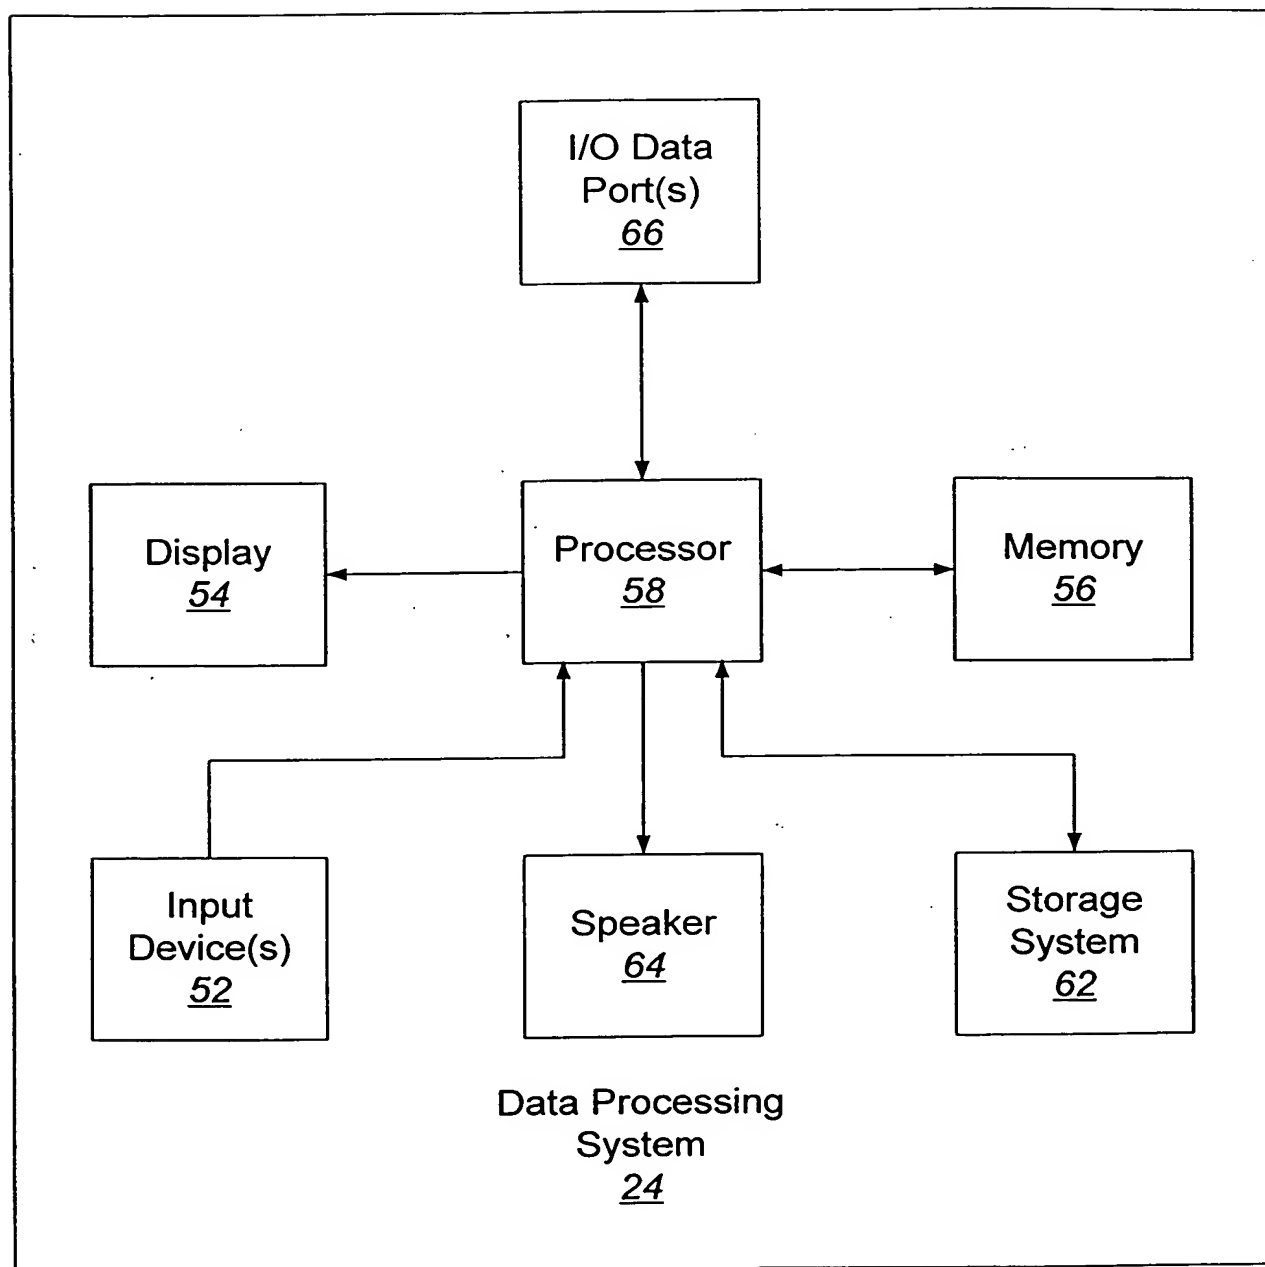 I/O Data
Port(s)
66
Display
54
Processor
58
Memory
56
Input
Device(s)
52
Speaker
64
Storage
System
62
Data Processing
System
24